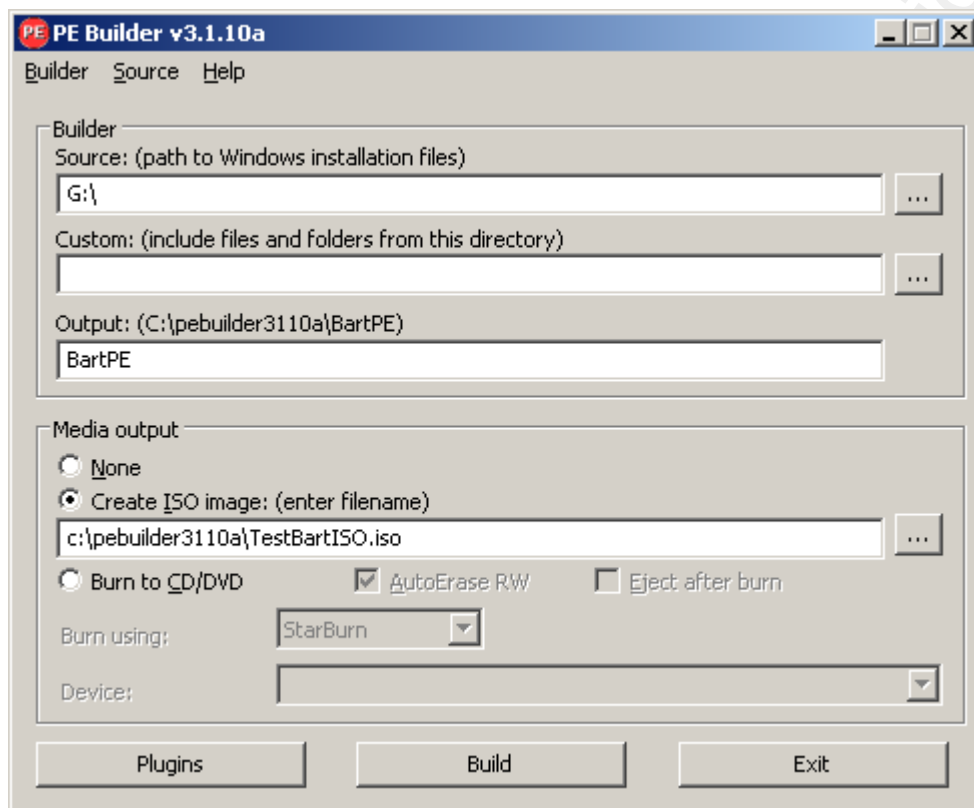 PE PE Builder v3.1.10a
Builder Source Help
Builder
Source: (path to Windows installation files)
G:\
...
Custom: (include files and folders from this directory)
...
Output: (C:\pebuilder3110a\BartPE)
BartPE
Media output
None
Create ISO image: (enter filename)
c:\pebuilder3110a\TestBartISO.iso
...
Burn to CD/DVD AutoErase RW Eject after burn
Burn using: StarBurn
Device:
Plugins Build Exit